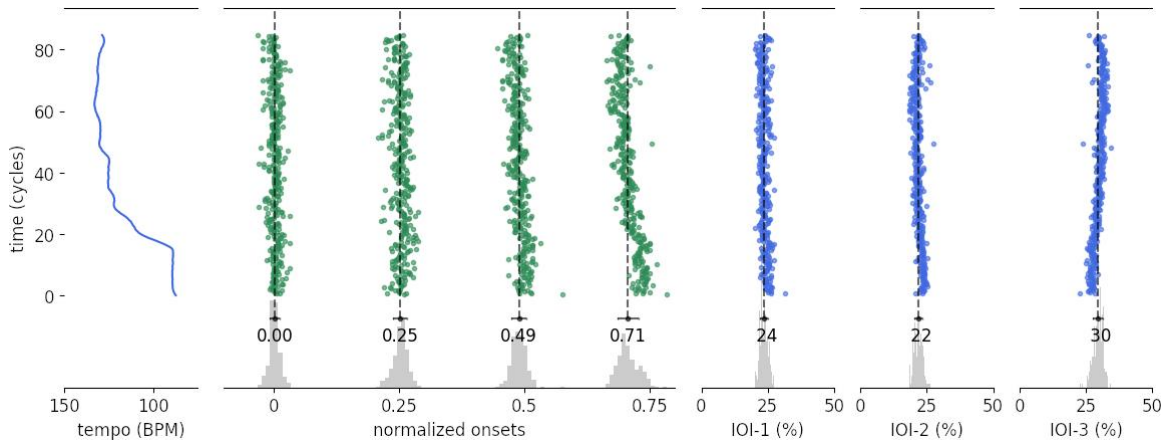 80
60
40
20
0
time (cycles)
0.00 0.25 0.49 0.71 24 22 30
150 100 0 0.25 0.5 0.75 0 25 50 0 25 50 0 25 50
tempo (BPM) normalized onsets IOI-1 (%) IOI-2 (%) IOI-3 (%)